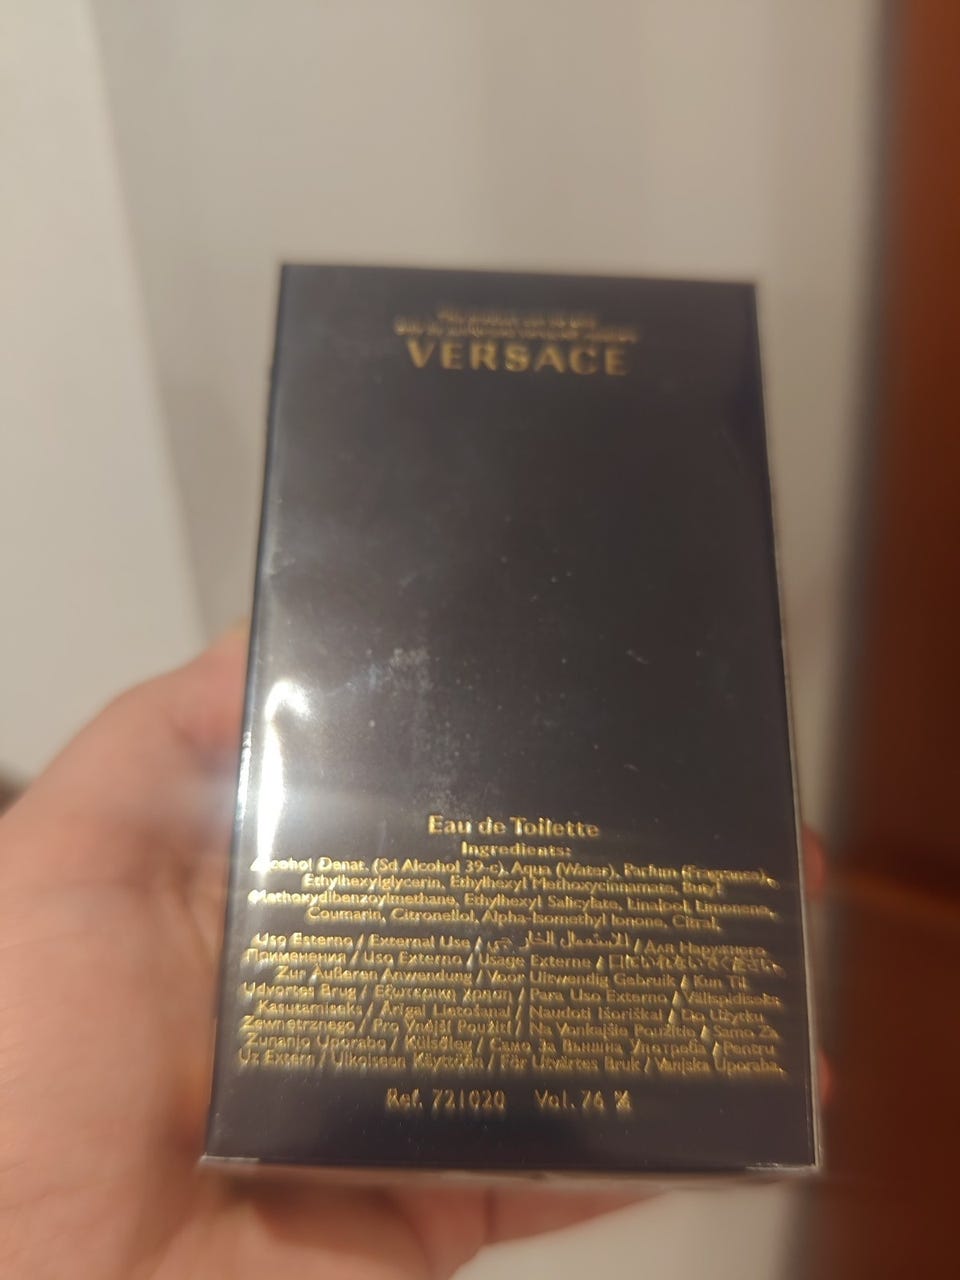 VERSACE
Eau de Toilette
Ingredients:
Alcohol Denat. (Sd Alcohol 39-c), Aqua (Water), Parfum (Fragrance),
Ethylhexylglycerin, Ethylhexyl Methoxycinnamate, Butyl
Methoxydibenzoylmethane, Ethylhexyl Salicylate, Linalool, Limonene,
Coumarin, Citronellol, Alpha-Isomethyl Ionone, Citral.
Uso Esterno / External Use / للاستعمال الخارجي / Для Наружного
Применения / Uso Externo / Usage Externe /
Zur Äußeren Anwendung / Voor Uitwendig Gebruik / Kun Til
Udvortes Brug / Εξωτερικη χρηση / Para Uso Externo / Välispidiseks
Kasutamiseks / Ārīgai Lietošanai / Naudoti Išoriškai / Do Użytku
Zewnętrznego / Pro Vnější Použití / Na Vonkajšie Použitie / Samo Za
Zunanjo Uporabo / Külsőleg / Само За Външна Употреба / Pentru
Uz Extern / Ulkoiseen Käyttöön / För Utvärtes Bruk / Vanjska Uporaba.
Ref. 721020 Vol. 76 %